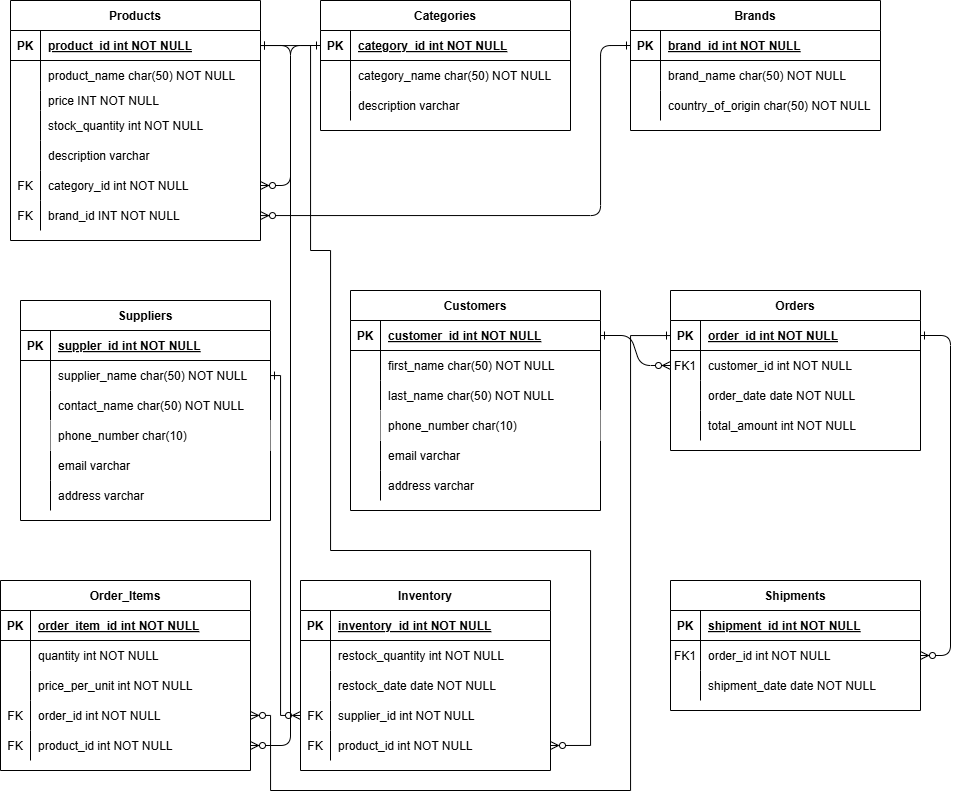 Products
PK product_id int NOT NULL
product_name char(50) NOT NULL
price INT NOT NULL
stock_quantity int NOT NULL
description varchar
FK category_id int NOT NULL
FK brand_id INT NOT NULL
Categories
PK category_id int NOT NULL
category_name char(50) NOT NULL
description varchar
Brands
PK brand_id int NOT NULL
brand_name char(50) NOT NULL
country_of_origin char(50) NOT NULL
Suppliers
PK suppler_id int NOT NULL
supplier_name char(50) NOT NULL
contact_name char(50) NOT NULL
phone_number char(10)
email varchar
address varchar
Customers
PK customer_id int NOT NULL
first_name char(50) NOT NULL
last_name char(50) NOT NULL
phone_number char(10)
email varchar
address varchar
Orders
PK order_id int NOT NULL
FK1 customer_id int NOT NULL
order_date date NOT NULL
total_amount int NOT NULL
Order_Items
PK order_item_id int NOT NULL
quantity int NOT NULL
price_per_unit int NOT NULL
FK order_id int NOT NULL
FK product_id int NOT NULL
Inventory
PK inventory_id int NOT NULL
restock_quantity int NOT NULL
restock_date date NOT NULL
FK supplier_id int NOT NULL
FK product_id int NOT NULL
Shipments
PK shipment_id int NOT NULL
FK1 order_id int NOT NULL
shipment_date date NOT NULL